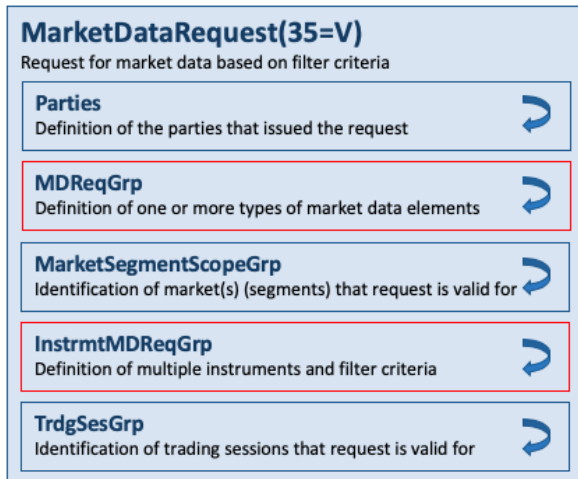 MarketDataRequest(35=V)
Request for market data based on filter criteria
Parties
Definition of the parties that issued the request
MDReqGrp
Definition of one or more types of market data elements
MarketSegmentScopeGrp
Identification of market(s) (segments) that request is valid for
InstrmtMDReqGrp
Definition of multiple instruments and filter criteria
TrdgSesGrp
Identification of trading sessions that request is valid for